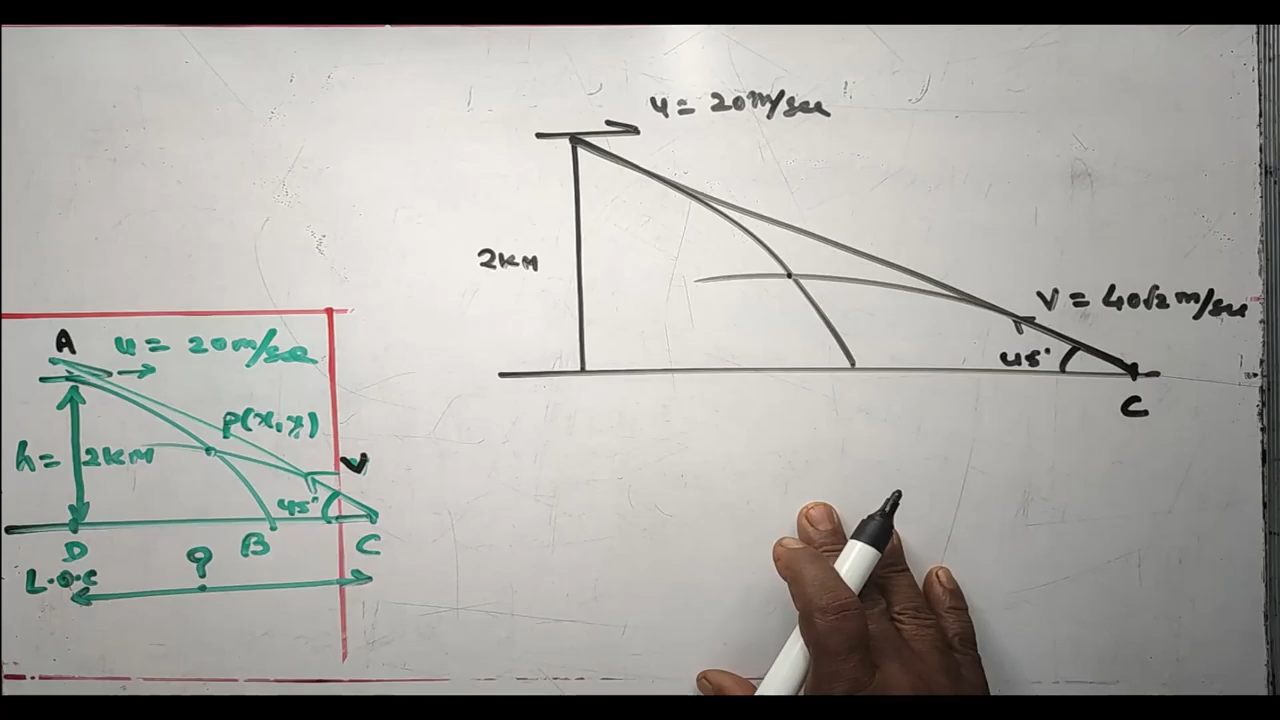 u = 20m/sec
2KM
V = 40√2 m/sec
45°
C
A
u = 20m/sec
P(x,y)
h = 2KM
V
45°
D
B
C
L.O.C